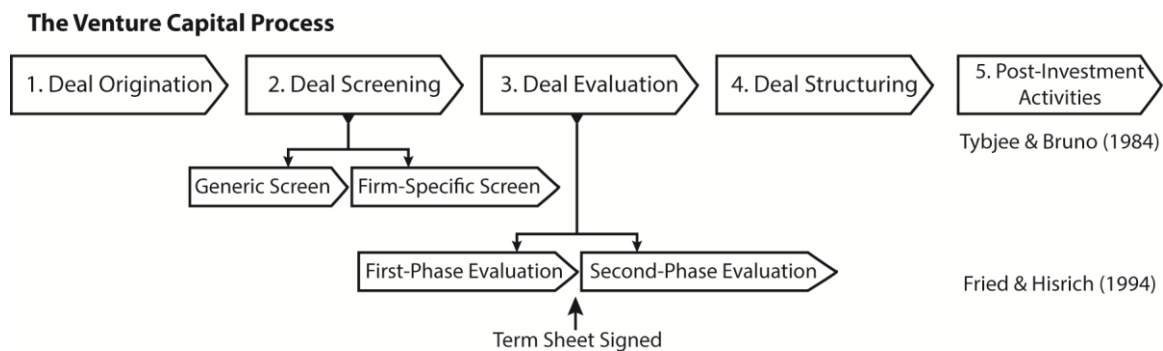 The Venture Capital Process
1. Deal Origination
2. Deal Screening
3. Deal Evaluation
4. Deal Structuring
5. Post-Investment
Activities
Tybjee & Bruno (1984)
Generic Screen
Firm-Specific Screen
First-Phase Evaluation
Second-Phase Evaluation
Fried & Hisrich (1994)
Term Sheet Signed